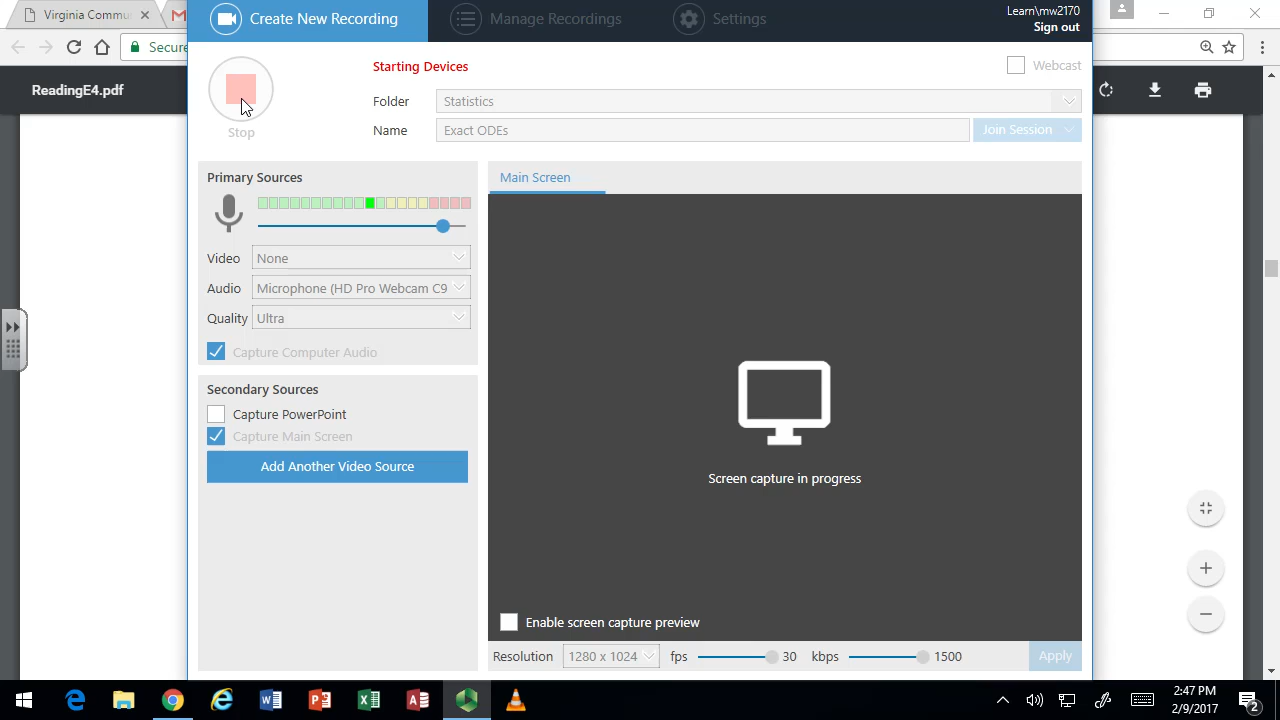 Virginia Commu
Create New Recording
Manage Recordings
Settings
Learn\mw2170
Sign out
Secure
ReadingE4.pdf
Starting Devices
Webcast
Folder
Statistics
Stop
Name
Exact ODEs
Join Session
Primary Sources
Main Screen
Video
None
Audio
Microphone (HD Pro Webcam C9
Quality
Ultra
Capture Computer Audio
Secondary Sources
Capture PowerPoint
Capture Main Screen
Add Another Video Source
Screen capture in progress
Enable screen capture preview
Resolution
1280 x 1024
fps
30
kbps
1500
Apply
2:47 PM
2/9/2017
2